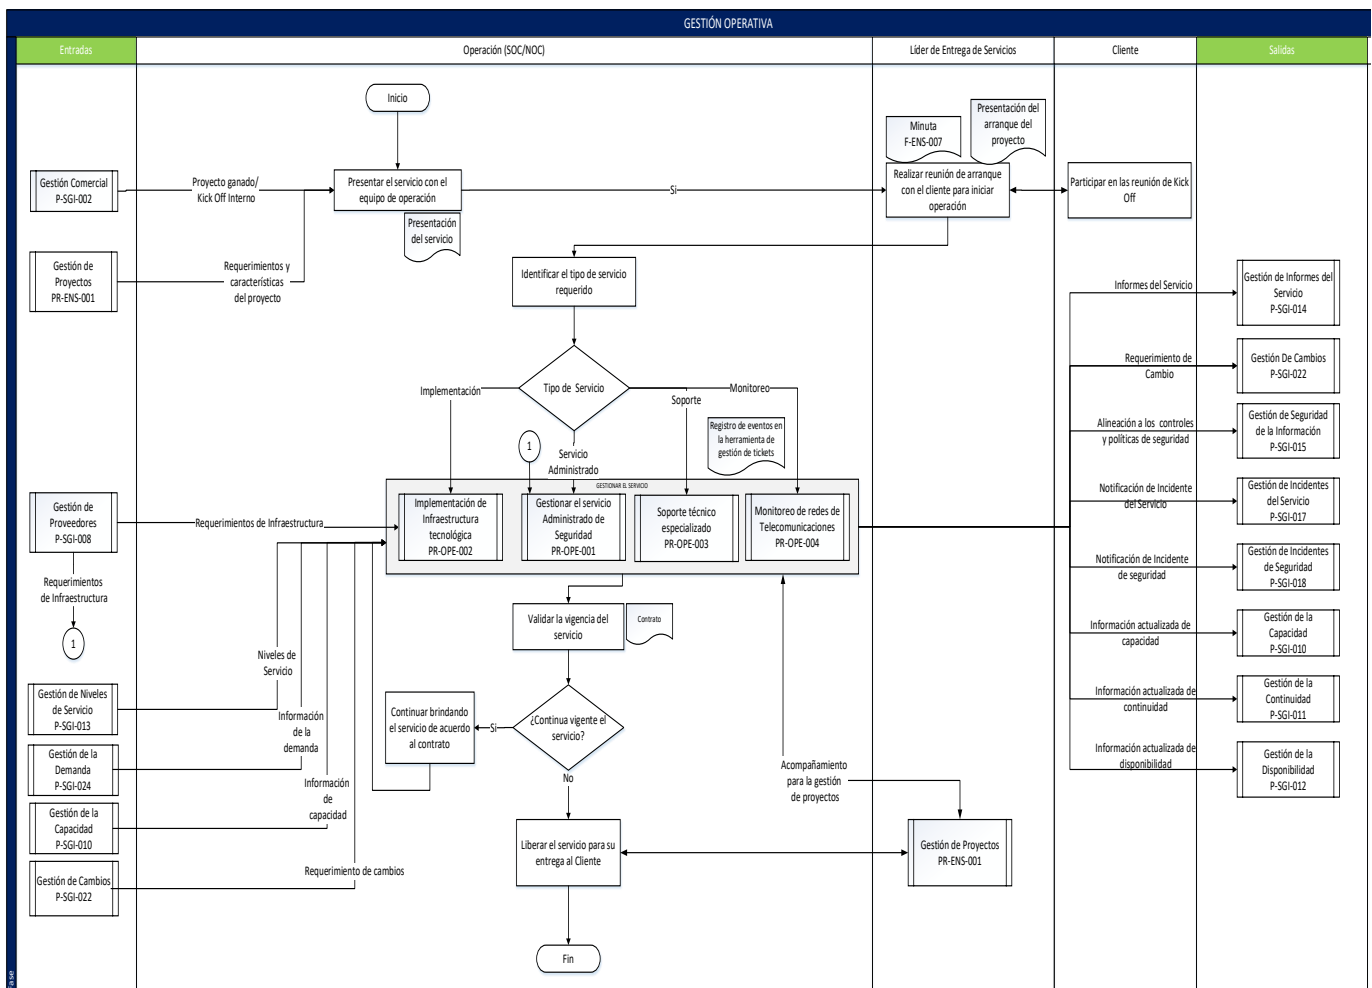 GESTIÓN OPERATIVA
Entradas
Operación (SOC/NOC)
Líder de Entrega de Servicios
Cliente
Salidas
Inicio
Minuta
F-ENS-007
Presentación del
arranque del
proyecto
Gestión Comercial
P-SGI-002
Proyecto ganado/
Kick Off Interno
Presentar el servicio con el
equipo de operación
Si
Realizar reunión de arranque
con el cliente para iniciar
operación
Participar en las reunión de Kick
Off
Presentación
del servicio
Gestión de
Proyectos
PR-ENS-001
Requerimientos y
características
del proyecto
Identificar el tipo de servicio
requerido
Informes del Servicio
Gestión de Informes del
Servicio
P-SGI-014
Tipo de Servicio
Implementación
Soporte
Monitoreo
Servicio
Administrado
1
Registro de eventos en
la herramienta de
gestión de tickets
Requerimiento de
Cambio
Gestión De Cambios
P-SGI-022
Alineación a los controles
y políticas de seguridad
Gestión de Seguridad
de la Información
P-SGI-015
GESTIONAR EL SERVICIO
Gestión de
Proveedores
P-SGI-008
Requerimientos de Infraestructura
Implementación de
Infraestructura
tecnológica
PR-OPE-002
Gestionar el servicio
Administrado de
Seguridad
PR-OPE-001
Soporte técnico
especializado
PR-OPE-003
Monitoreo de redes de
Telecomunicaciones
PR-OPE-004
Notificación de Incidente
del Servicio
Gestión de Incidentes
del Servicio
P-SGI-017
Notificación de Incidente
de seguridad
Gestión de Incidentes
de Seguridad
P-SGI-018
Requerimientos
de Infraestructura
1
Validar la vigencia del
servicio
Contrato
Información actualizada de
capacidad
Gestión de la
Capacidad
P-SGI-010
Niveles de
Servicio
Gestión de Niveles
de Servicio
P-SGI-013
Continuar brindando
el servicio de acuerdo
al contrato
Si
¿Continua vigente el
servicio?
No
Información actualizada de
continuidad
Gestión de la
Continuidad
P-SGI-011
Información
de la
demanda
Gestión de la
Demanda
P-SGI-024
Acompañamiento
para la gestión
de proyectos
Información actualizada de
disponibilidad
Gestión de la
Disponibilidad
P-SGI-012
Información
de
capacidad
Gestión de la
Capacidad
P-SGI-010
Liberar el servicio para su
entrega al Cliente
Gestión de Proyectos
PR-ENS-001
Requerimiento de cambios
Gestión de Cambios
P-SGI-022
Fin